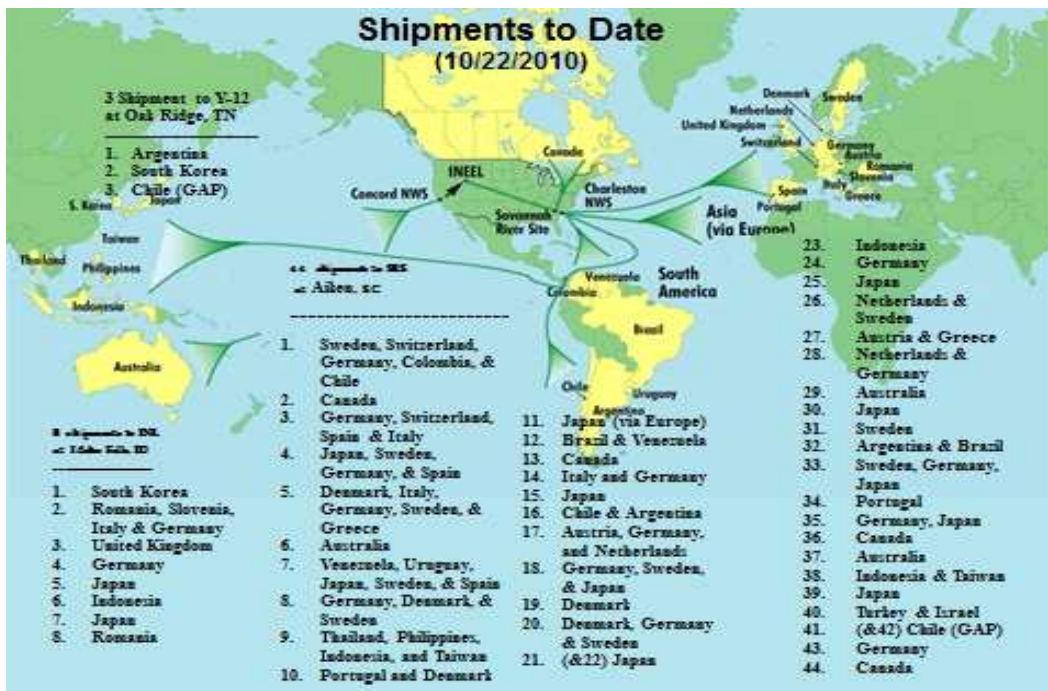 Shipments to Date
(10/22/2010)
3 Shipment to Y-12
at Oak Ridge, TN
1. Argentina
2. South Korea
3. Chile (GAP)
S. Korea
Japan
Taiwan
Thailand
Philippines
Indonesia
Australia
Concord NWS
INEEL
Canada
Savannah
River Site
Charleston
NWS
Denmark
Sweden
Netherlands
United Kingdom
Switzerland
Germany
Austria
Romania
Slovenia
Italy
Greece
Spain
Portugal
Asia
(via Europe)
Venezuela
Colombia
South
America
Brazil
Chile
Uruguay
Argentina
8 shipments to INL
at Idaho Falls, ID
1. South Korea
2. Romania, Slovenia,
Italy & Germany
3. United Kingdom
4. Germany
5. Japan
6. Indonesia
7. Japan
8. Romania
shipments to SRS
at Aiken, SC
1. Sweden, Switzerland,
Germany, Colombia, &
Chile
2. Canada
3. Germany, Switzerland,
Spain & Italy
4. Japan, Sweden,
Germany, & Spain
5. Denmark, Italy,
Germany, Sweden, &
Greece
6. Australia
7. Venezuela, Uruguay,
Japan, Sweden, & Spain
8. Germany, Denmark, &
Sweden
9. Thailand, Philippines,
Indonesia, and Taiwan
10. Portugal and Denmark
11. Japan (via Europe)
12. Brazil & Venezuela
13. Canada
14. Italy and Germany
15. Japan
16. Chile & Argentina
17. Austria, Germany,
and Netherlands
18. Germany, Sweden,
& Japan
19. Denmark
20. Denmark, Germany
& Sweden
21. (&22) Japan
23. Indonesia
24. Germany
25. Japan
26. Netherlands &
Sweden
27. Austria & Greece
28. Netherlands &
Germany
29. Australia
30. Japan
31. Sweden
32. Argentina & Brazil
33. Sweden, Germany,
Japan
34. Portugal
35. Germany, Japan
36. Canada
37. Australia
38. Indonesia & Taiwan
39. Japan
40. Turkey & Israel
41. (&42) Chile (GAP)
43. Germany
44. Canada